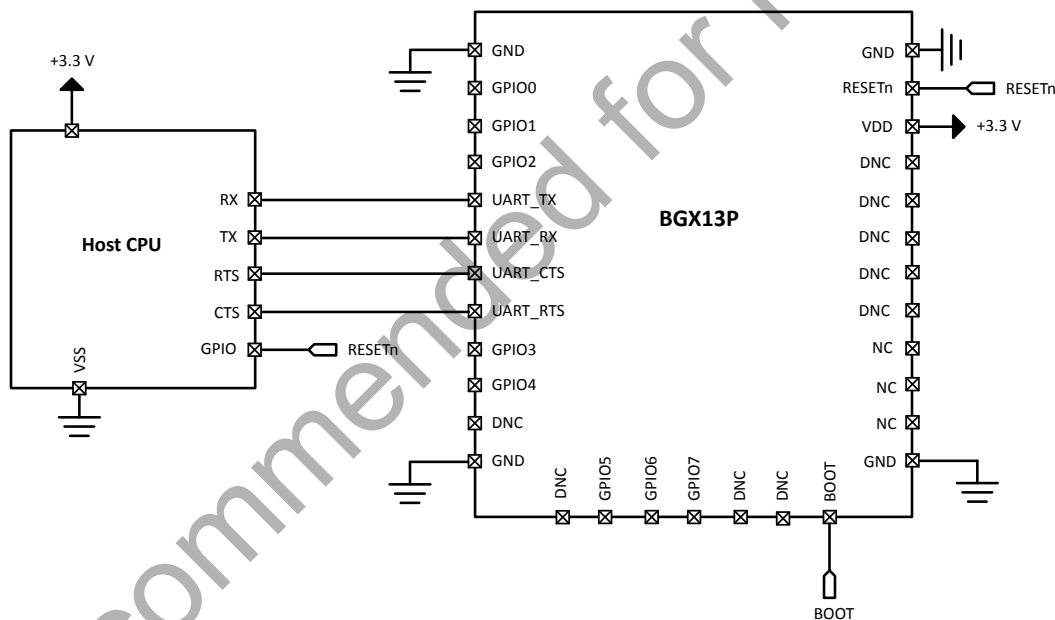 +3.3 V
Host CPU
RX
TX
RTS
CTS
GPIO
VSS
RESETn
BGX13P
GND
GPIO0
GPIO1
GPIO2
UART_TX
UART_RX
UART_CTS
UART_RTS
GPIO3
GPIO4
DNC
GND
DNC
GPIO5
GPIO6
GPIO7
DNC
DNC
BOOT
BOOT
GND
RESETn
RESETn
VDD
+3.3 V
DNC
DNC
DNC
DNC
DNC
NC
NC
NC
GND
commended for